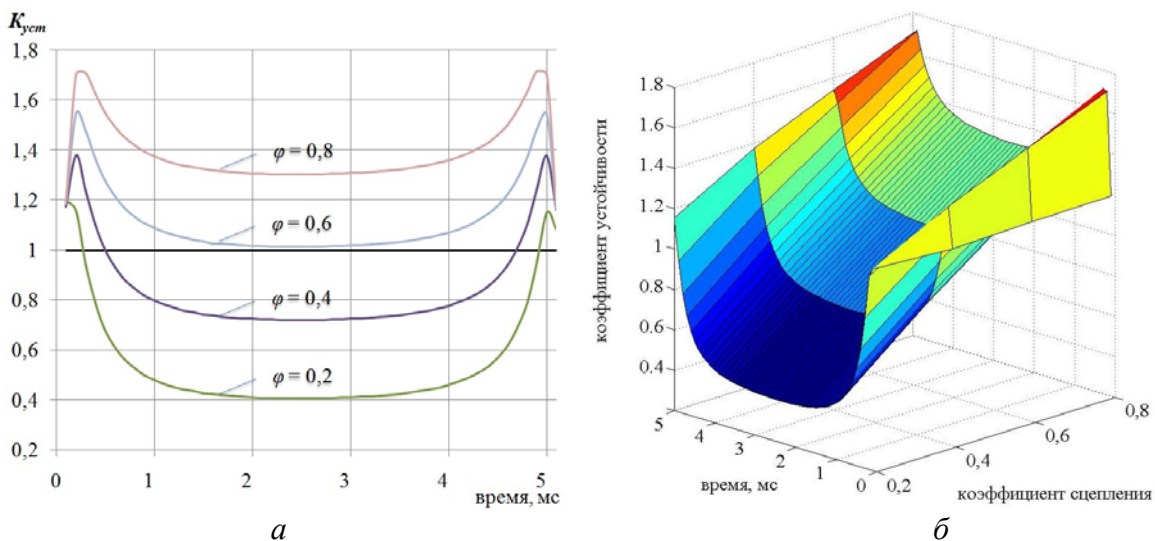 Kуст
1,8
1,6
1,4
1,2
1
0,8
0,6
0,4
0,2
φ = 0,8
φ = 0,6
φ = 0,4
φ = 0,2
0 1 2 3 4 5
время, мс
а
коэффициент устойчивости
1.8
1.6
1.4
1.2
1
0.8
0.6
0.4
5 4 3 2 1 0
время, мс
0,2 0,4 0,6 0,8
коэффициент сцепления
б